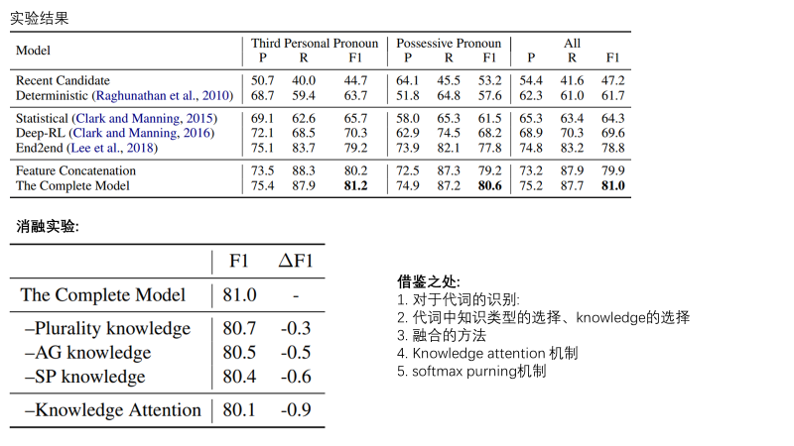 实验结果
Model Third Personal Pronoun Possessive Pronoun All
P R F1 P R F1 P R F1
Recent Candidate 50.7 40.0 44.7 64.1 45.5 53.2 54.4 41.6 47.2
Deterministic (Raghunathan et al., 2010) 68.7 59.4 63.7 51.8 64.8 57.6 62.3 61.0 61.7
Statistical (Clark and Manning, 2015) 69.1 62.6 65.7 58.0 65.3 61.5 65.3 63.4 64.3
Deep-RL (Clark and Manning, 2016) 72.1 68.5 70.3 62.9 74.5 68.2 68.9 70.3 69.6
End2end (Lee et al., 2018) 75.1 83.7 79.2 73.9 82.1 77.8 74.8 83.2 78.8
Feature Concatenation 73.5 88.3 80.2 72.5 87.3 79.2 73.2 87.9 79.9
The Complete Model 75.4 87.9 81.2 74.9 87.2 80.6 75.2 87.7 81.0
消融实验:
F1 ΔF1
The Complete Model 81.0 -
–Plurality knowledge 80.7 -0.3
–AG knowledge 80.5 -0.5
–SP knowledge 80.4 -0.6
–Knowledge Attention 80.1 -0.9
借鉴之处:
1. 对于代词的识别:
2. 代词中知识类型的选择、knowledge的选择
3. 融合的方法
4. Knowledge attention 机制
5. softmax purning机制